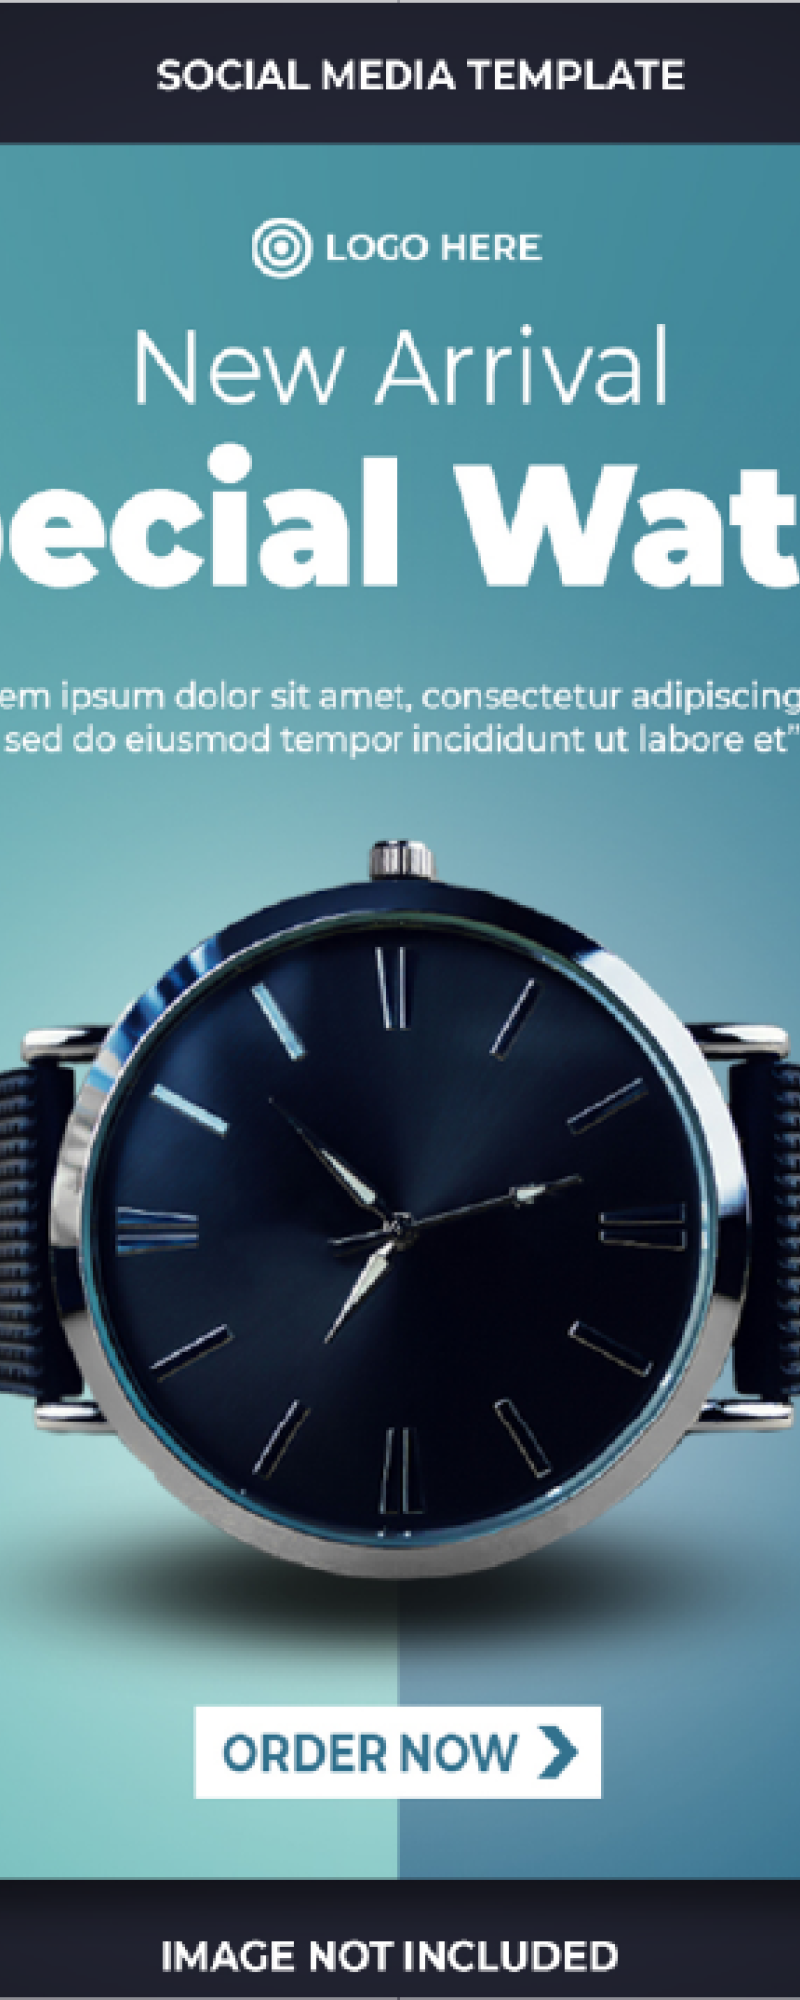 SOCIAL MEDIA TEMPLATE
LOGO HERE
New Arrival
ecial Wat
em ipsum dolor sit amet, consectetur adipiscing
sed do eiusmod tempor incididunt ut labore et"
ORDER NOW
IMAGE NOT INCLUDED